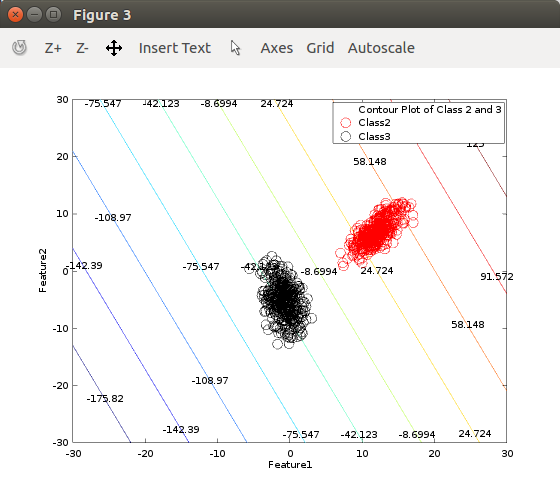 Figure 3
Z+ Z- Insert Text Axes Grid Autoscale
30
-75.547 -42.123 -8.6994 24.724
Contour Plot of Class 2 and 3
Class2
Class3
20
58.148
10
-108.97
Feature2
0
-142.39 -75.547 -8.6994 24.724
91.572
-10
58.148
-20
-108.97
-175.82
-142.39 -75.547 -42.123 -8.6994 24.724
-30
-30 -20 -10 0 10 20 30
Feature1